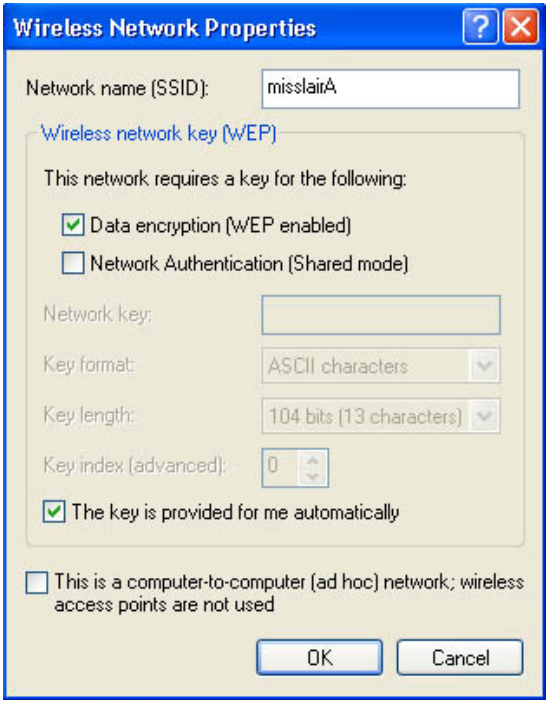 Wireless Network Properties
?
Network name (SSID):
misslairA
Wireless network key (WEP)
This network requires a key for the following:
Data encryption (WEP enabled)
Network Authentication (Shared mode)
Network key:
Key format:
ASCII characters
Key length:
104 bits (13 characters)
Key index (advanced):
0
The key is provided for me automatically
This is a computer-to-computer (ad hoc) network; wireless
access points are not used
OK
Cancel